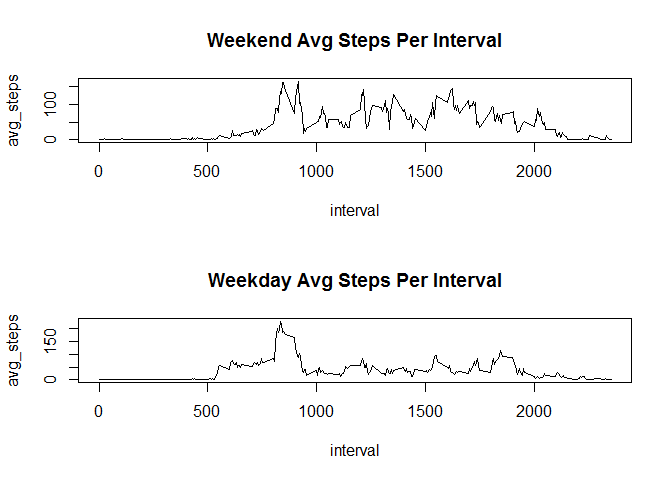 Weekend Avg Steps Per Interval
avg_steps
100
0
0 500 1000 1500 2000
interval
Weekday Avg Steps Per Interval
avg_steps
150
0
0 500 1000 1500 2000
interval